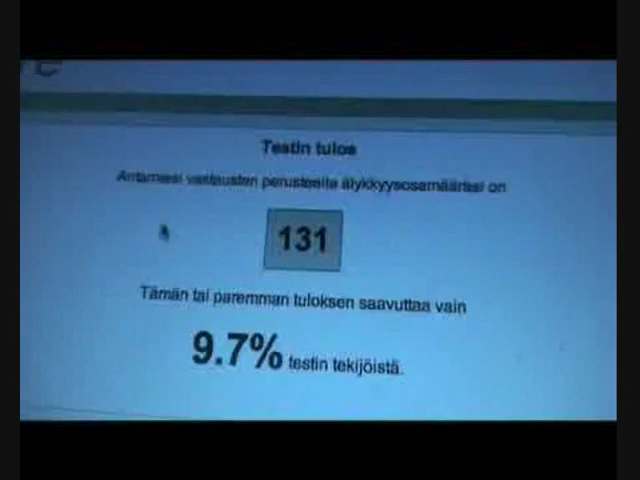 Testin tulos
Antamiesi vastausten perusteella älykkyysosamääräsi on
131
Tämän tai paremman tuloksen saavuttaa vain
9.7% testin tekijöistä.